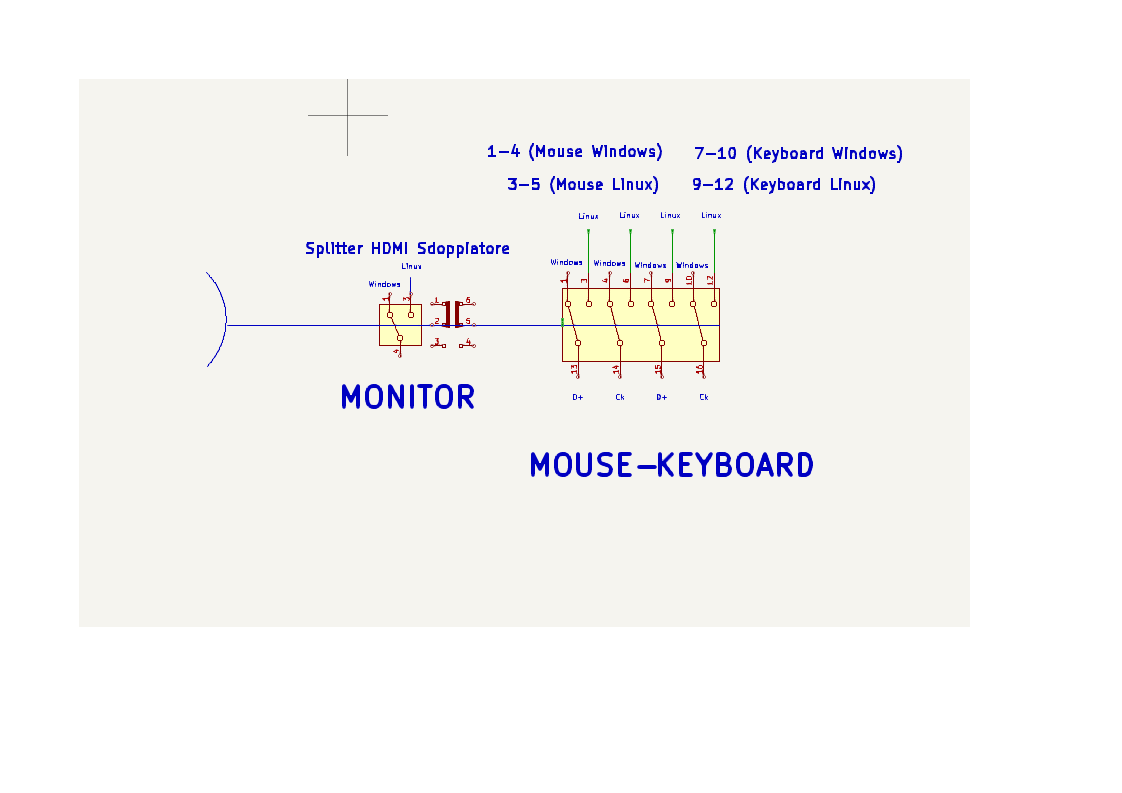 1-4 (Mouse Windows) 7-10 (Keyboard Windows)
3-5 (Mouse Linux) 9-12 (Keyboard Linux)
Linux Linux Linux Linux
Splitter HDMI Sdoppiatore
Windows Windows Windows Windows
Linux
1 3 4 6 7 9 10 12
Windows
1 3
1 6
2 5
3 4
4
13 14 15 16
D+ Ck D+ Ck
MONITOR
MOUSE-KEYBOARD